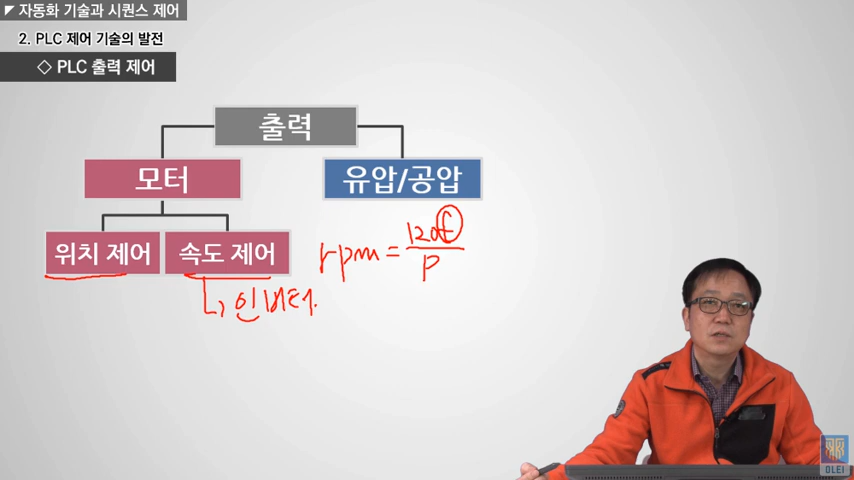 자동화 기술과 시퀀스 제어
2. PLC 제어 기술의 발전
◇ PLC 출력 제어
출력
모터
유압/공압
위치 제어
속도 제어
rpm = 120f / P
↳ 인버터.
OLEI